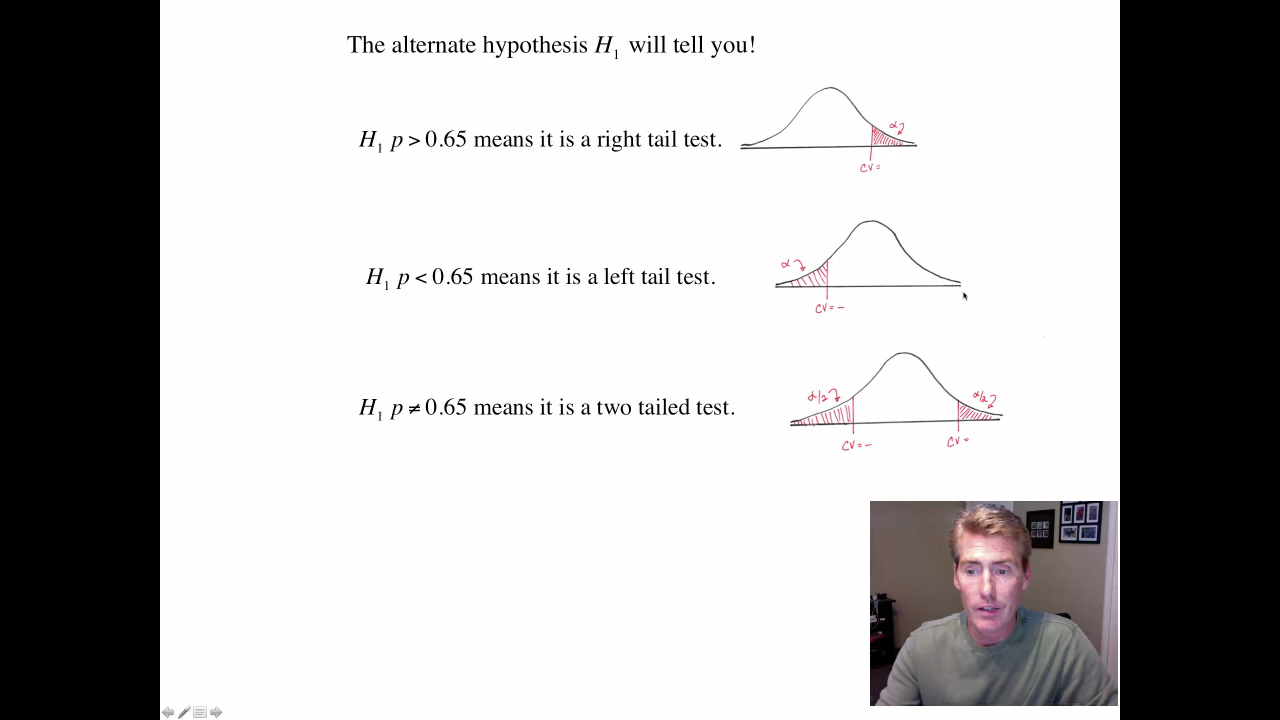 The alternate hypothesis H₁ will tell you!
H₁ p > 0.65 means it is a right tail test.
α
CV =
H₁ p < 0.65 means it is a left tail test.
α
CV = –
H₁ p ≠ 0.65 means it is a two tailed test.
α/2 α/2
CV = – CV =